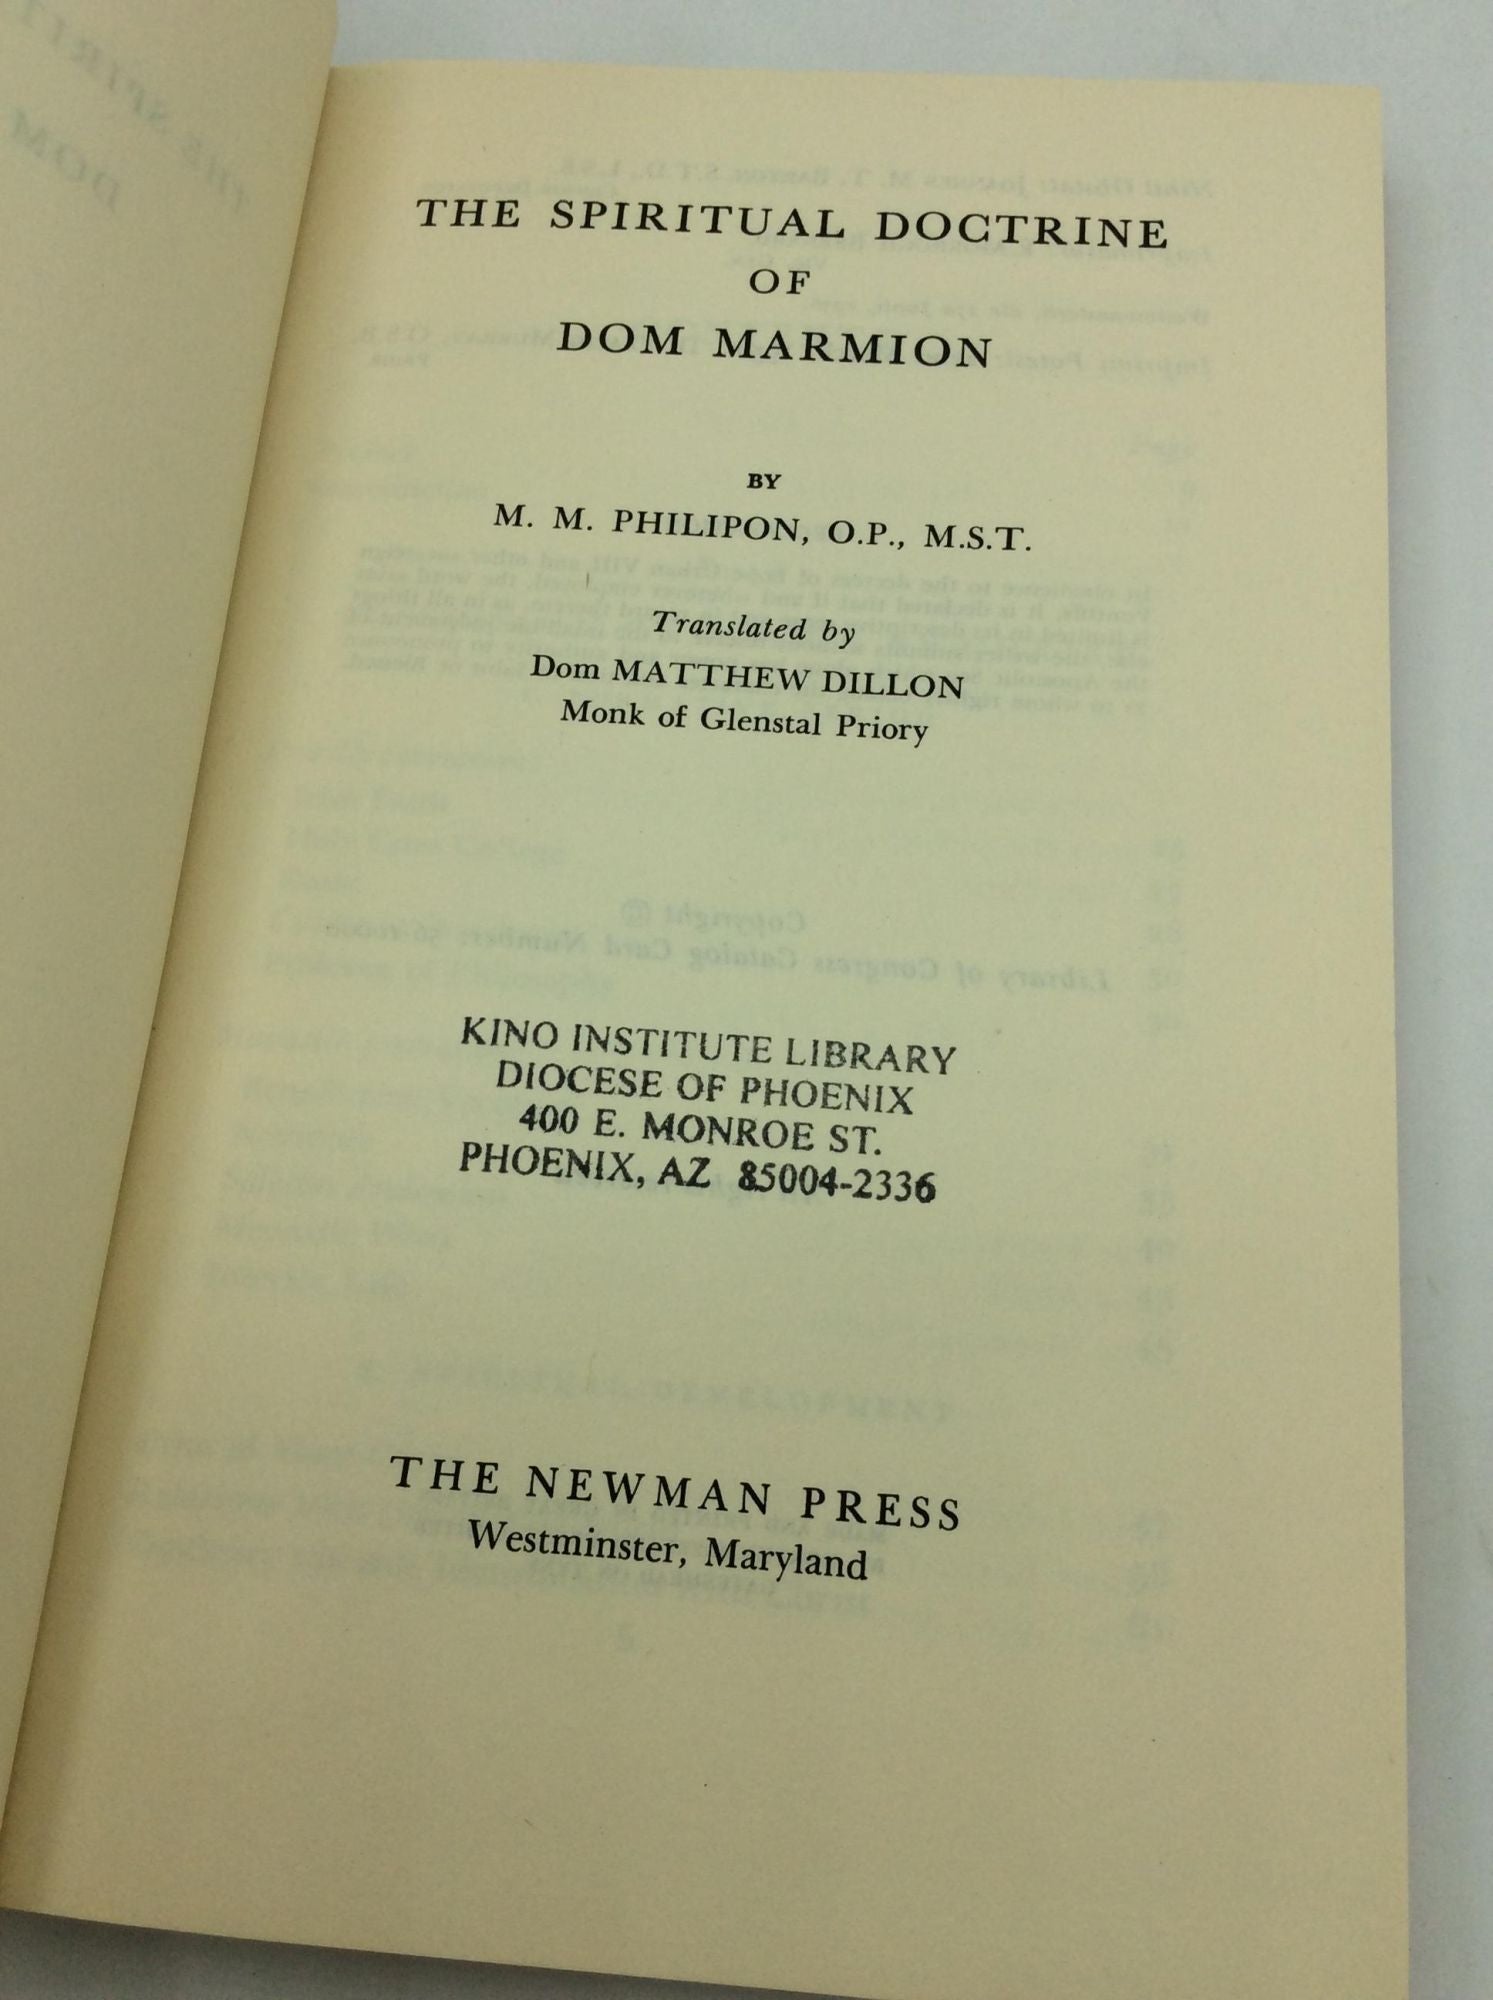 THE SPIRITUAL DOCTRINE
OF
DOM MARMION
BY
M. M. PHILIPON, O.P., M.S.T.
Translated by
Dom MATTHEW DILLON
Monk of Glenstal Priory
KINO INSTITUTE LIBRARY
DIOCESE OF PHOENIX
400 E. MONROE ST.
PHOENIX, AZ 85004-2336
THE NEWMAN PRESS
Westminster, Maryland